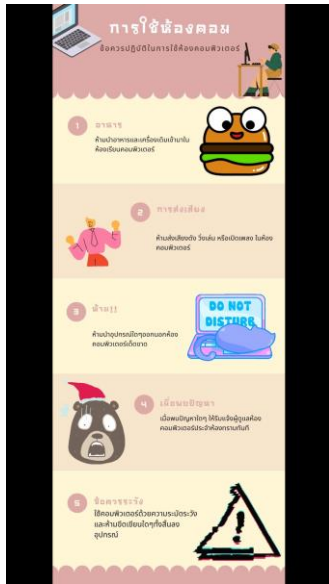 การใช้ห้องคอม
ข้อควรปฏิบัติในการใช้ห้องคอมพิวเตอร์
1
อาหาร
ห้ามนำอาหารและเครื่องดื่มเข้ามาใน
ห้องเรียนคอมพิวเตอร์
2
การส่งเสียง
ห้ามส่งเสียงดัง วิ่งเล่น หรือเปิดเพลง ในห้อง
คอมพิวเตอร์
3
ห้าม!!
ห้ามนำอุปกรณ์ใดๆออกนอกห้อง
คอมพิวเตอร์เด็ดขาด
DO NOT
DISTURB
4
เมื่อพบปัญหา
เมื่อพบปัญหาใดๆ ให้รีบแจ้งผู้ดูแลห้อง
คอมพิวเตอร์ประจำห้องทราบทันที
5
ข้อควรระวัง
ใช้คอมพิวเตอร์ด้วยความระมัดระวัง
และห้ามขีดเขียนใดๆทั้งสิ้นลง
อุปกรณ์